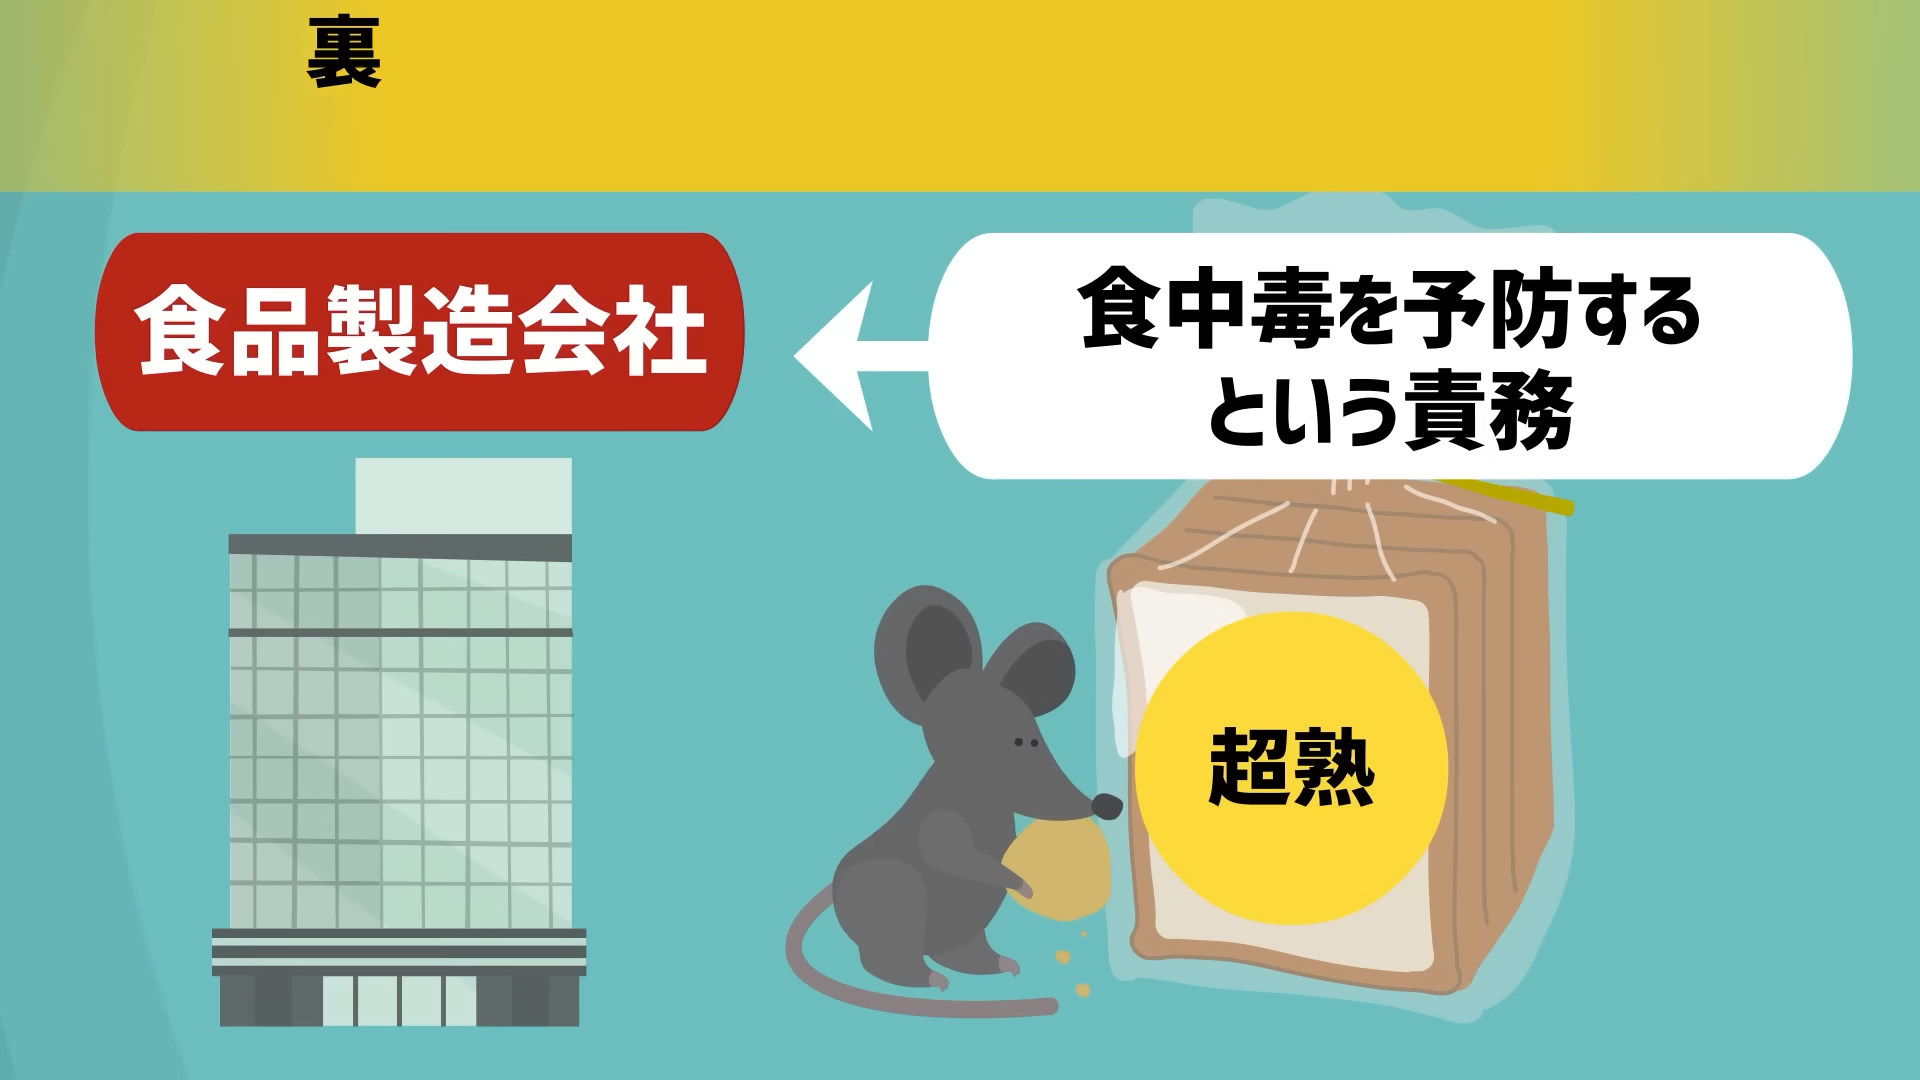 裏
食品製造会社
食中毒を予防する
という責務
超熟